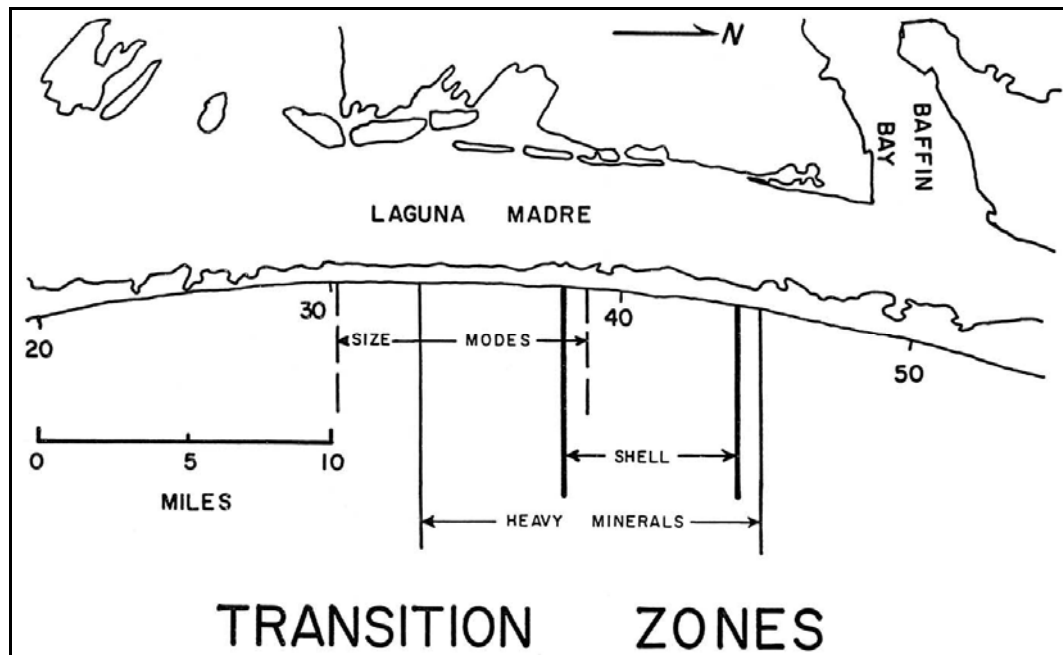 N
BAFFIN
BAY
LAGUNA MADRE
20
30
40
50
SIZE MODES
0 5 10
MILES
SHELL
HEAVY MINERALS
TRANSITION ZONES